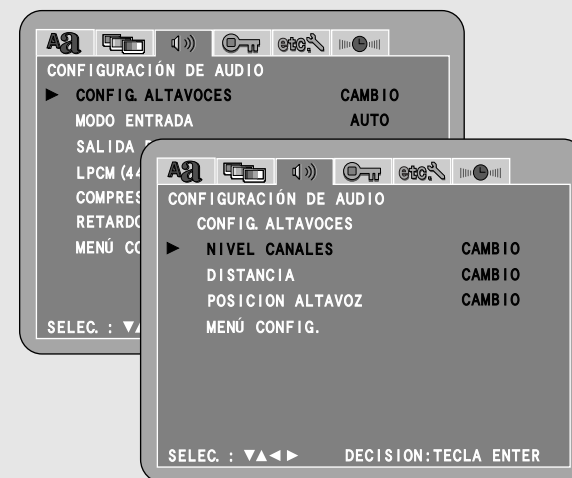 Aa etc.
CONFIGURACIÓN DE AUDIO
CONFIG. ALTAVOCES CAMBIO
MODO ENTRADA AUTO
SALIDA
LPCM (44
COMPRES
RETARDO
MENÚ CO
SELEC. : ▼▲
Aa etc.
CONFIGURACIÓN DE AUDIO
CONFIG. ALTAVOCES
NIVEL CANALES CAMBIO
DISTANCIA CAMBIO
POSICION ALTAVOZ CAMBIO
MENÚ CONFIG.
SELEC. : ▼▲◀▶ DECISION:TECLA ENTER